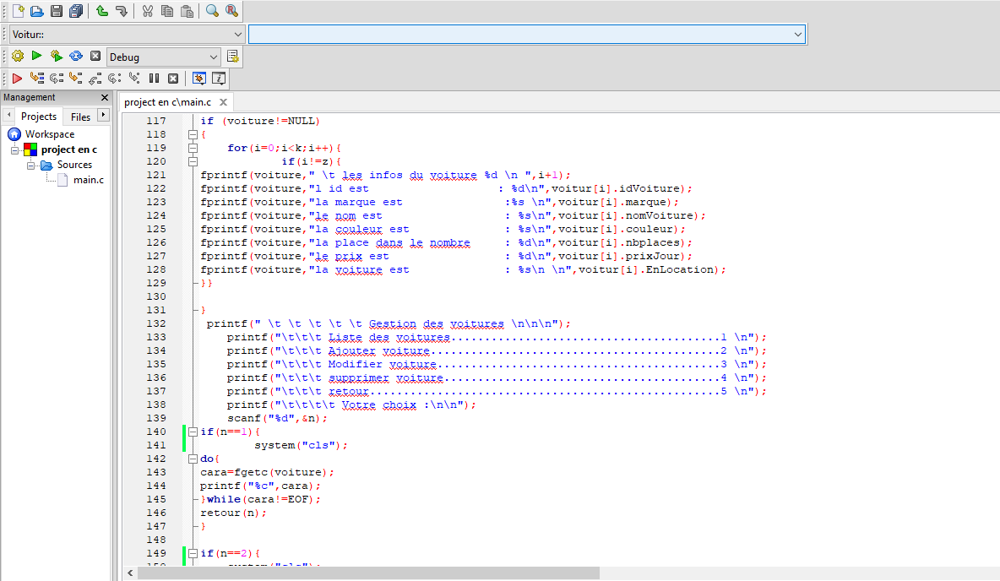 Voitur::
Debug
Management
Projects
Files
Workspace
project en c
Sources
main.c
project en c\main.c
117 if (voiture!=NULL)
118 {
119 for(i=0;i<k;i++){
120 if(i!=z){
121 fprintf(voiture," \t les infos du voiture %d \n ",i+1);
122 fprintf(voiture,"l id est : %d\n",voitur[i].idVoiture);
123 fprintf(voiture,"la marque est :%s \n",voitur[i].marque);
124 fprintf(voiture,"le nom est : %s\n",voitur[i].nomVoiture);
125 fprintf(voiture,"la couleur est : %s\n",voitur[i].couleur);
126 fprintf(voiture,"la place dans le nombre : %d\n",voitur[i].nbplaces);
127 fprintf(voiture,"le prix est : %d\n",voitur[i].prixJour);
128 fprintf(voiture,"la voiture est : %s\n \n",voitur[i].EnLocation);
129 }}
130
131 }
132 printf(" \t \t \t \t \t Gestion des voitures \n\n\n");
133 printf("\t\t\t Liste des voitures........................................1 \n");
134 printf("\t\t\t Ajouter voiture...........................................2 \n");
135 printf("\t\t\t Modifier voiture..........................................3 \n");
136 printf("\t\t\t supprimer voiture.........................................4 \n");
137 printf("\t\t\t retour....................................................5 \n");
138 printf("\t\t\t\t Votre choix :\n\n");
139 scanf("%d",&n);
140 if(n==1){
141 system("cls");
142 do{
143 cara=fgetc(voiture);
144 printf("%c",cara);
145 }while(cara!=EOF);
146 retour(n);
147 }
148
149 if(n==2){
150 system("cls");